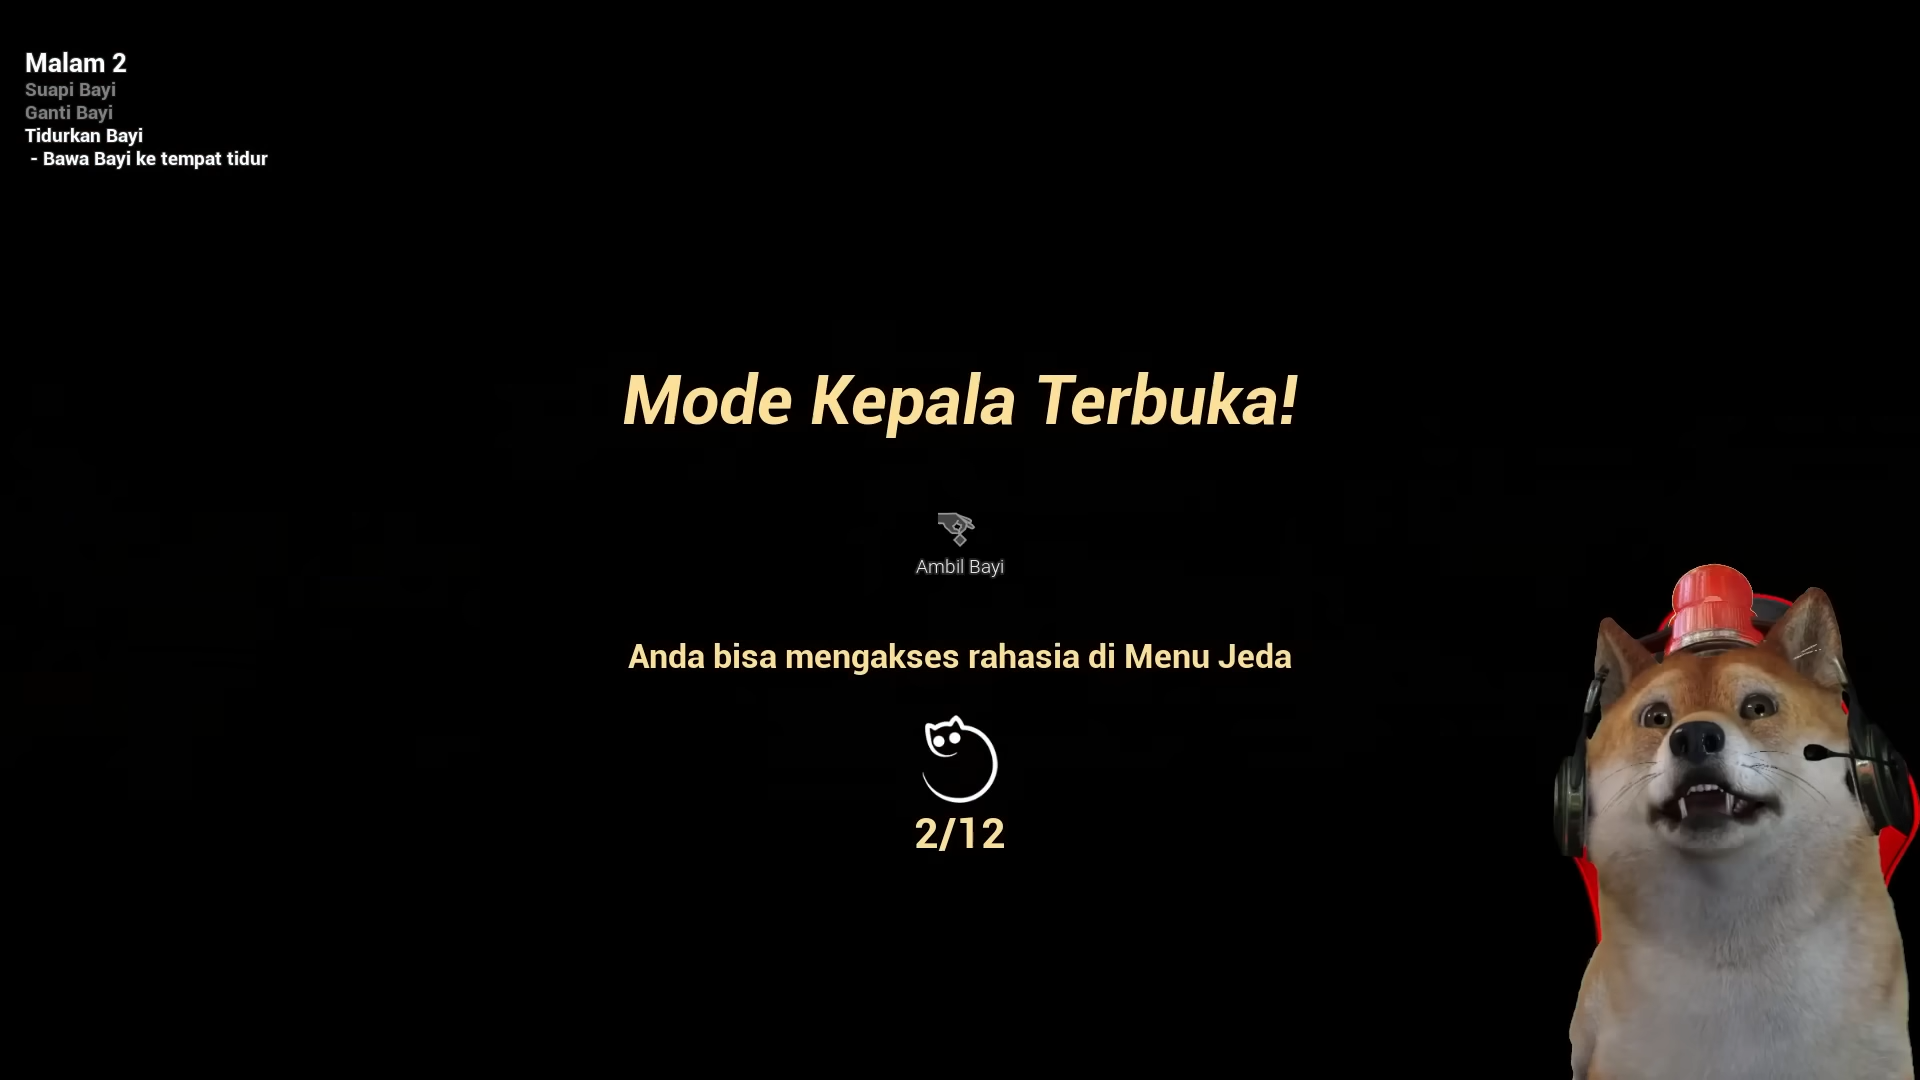 Malam 2
Suapi Bayi
Ganti Bayi
Tidurkan Bayi
- Bawa Bayi ke tempat tidur
Mode Kepala Terbuka!
Ambil Bayi
Anda bisa mengakses rahasia di Menu Jeda
2/12